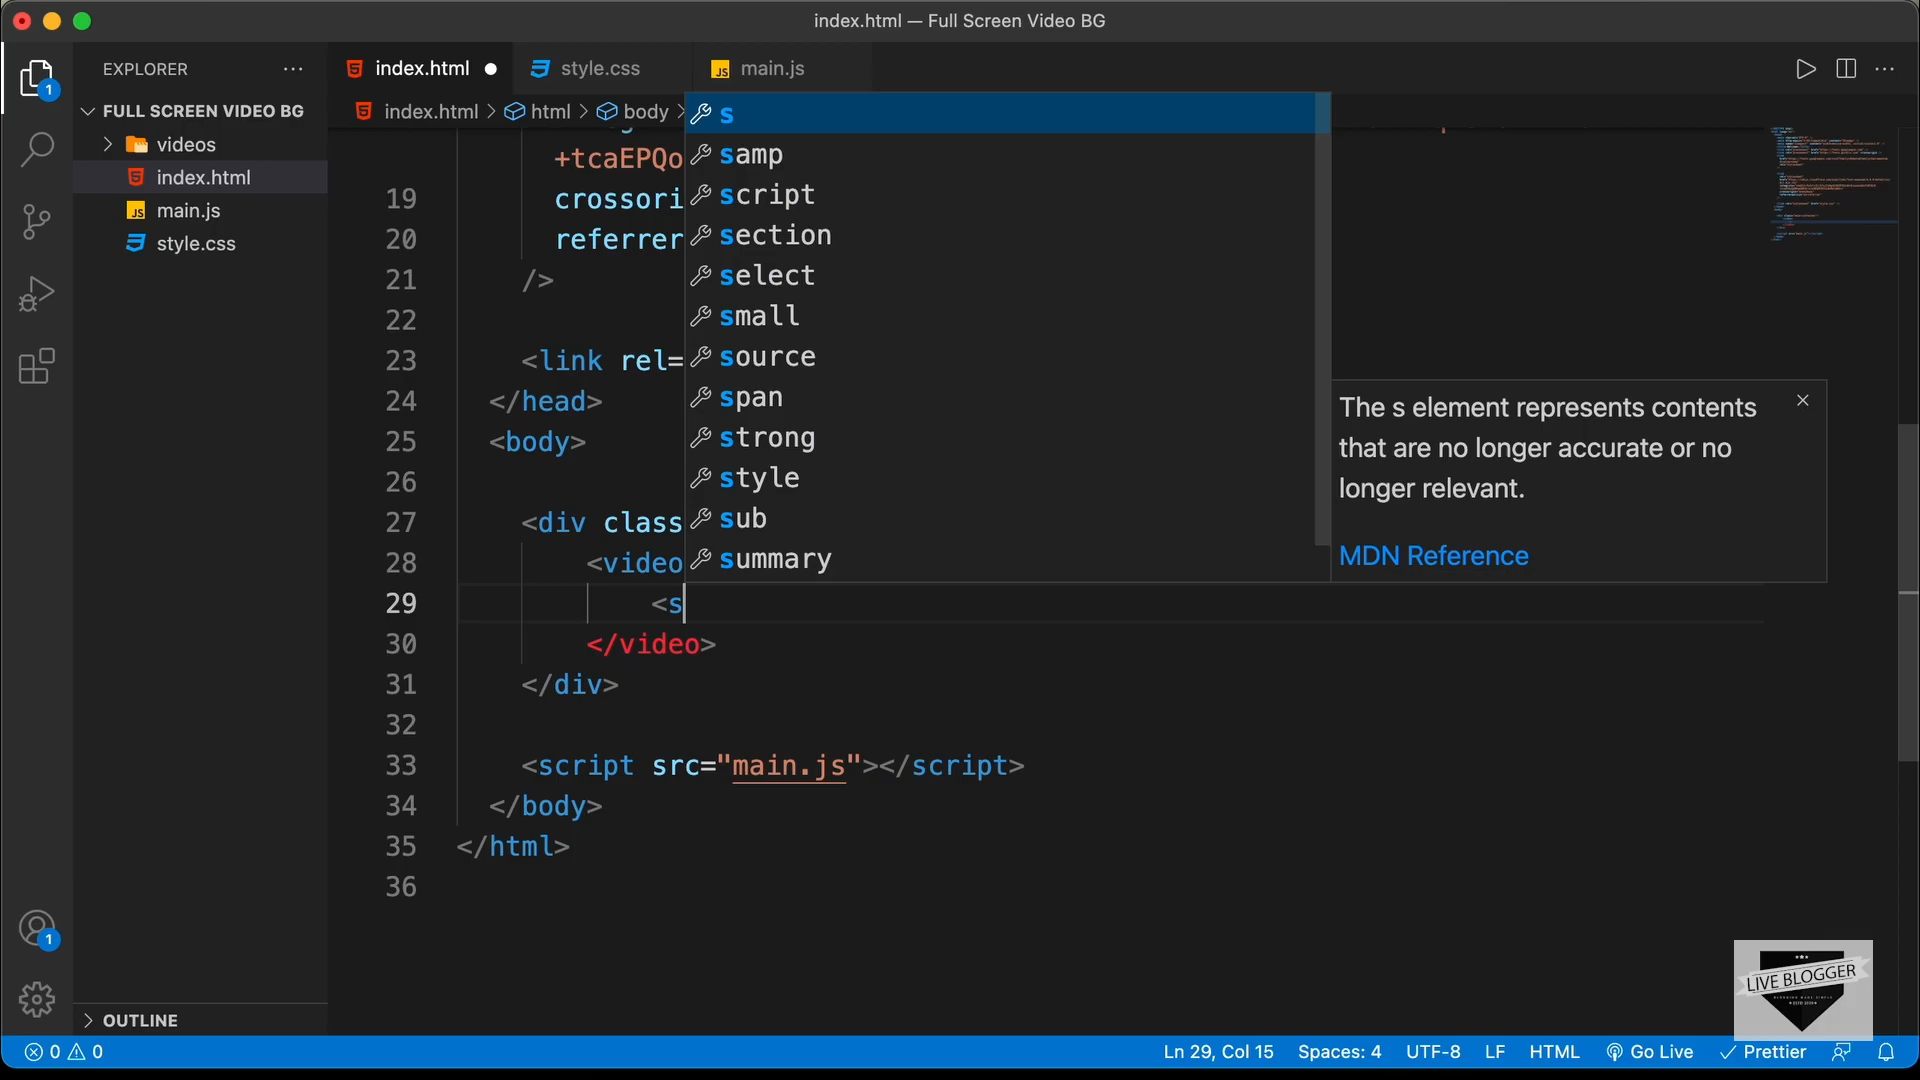 index.html — Full Screen Video BG
EXPLORER
index.html
style.css
JS main.js
1
FULL SCREEN VIDEO BG
videos
index.html
JS main.js
style.css
index.html > html > body >
+tcaEPQo
19 crossori
20 referrer
21 />
22
23 <link rel=
24 </head>
25 <body>
26
27 <div class
28 <video
29 <s
30 </video>
31 </div>
32
33 <script src="main.js"></script>
34 </body>
35 </html>
36
s
samp
script
section
select
small
source
span
strong
style
sub
summary
The s element represents contents
that are no longer accurate or no
longer relevant.
MDN Reference
1
OUTLINE
LIVE BLOGGER
0 0
Ln 29, Col 15 Spaces: 4 UTF-8 LF HTML Go Live Prettier